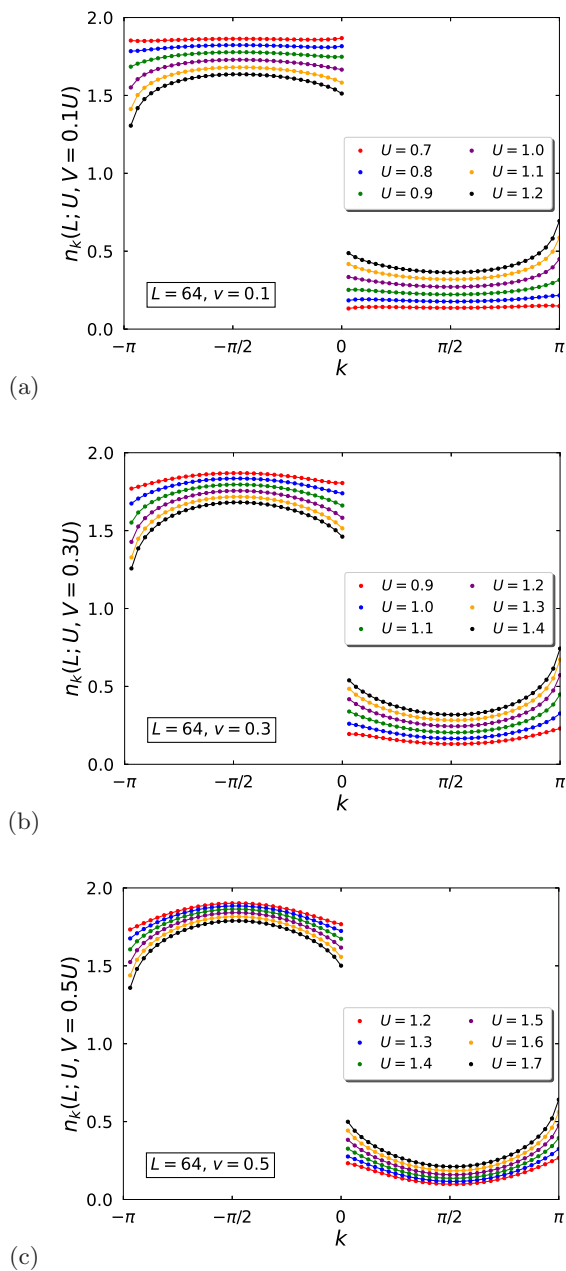 2.0
1.5
1.0
0.5
0.0
n_k(L; U, V = 0.1U)
U = 0.7 U = 1.0
U = 0.8 U = 1.1
U = 0.9 U = 1.2
L = 64, v = 0.1
−π −π/2 0 π/2 π
k
(a)
2.0
1.5
1.0
0.5
0.0
n_k(L; U, V = 0.3U)
U = 0.9 U = 1.2
U = 1.0 U = 1.3
U = 1.1 U = 1.4
L = 64, v = 0.3
−π −π/2 0 π/2 π
k
(b)
2.0
1.5
1.0
0.5
0.0
n_k(L; U, V = 0.5U)
U = 1.2 U = 1.5
U = 1.3 U = 1.6
U = 1.4 U = 1.7
L = 64, v = 0.5
−π −π/2 0 π/2 π
k
(c)